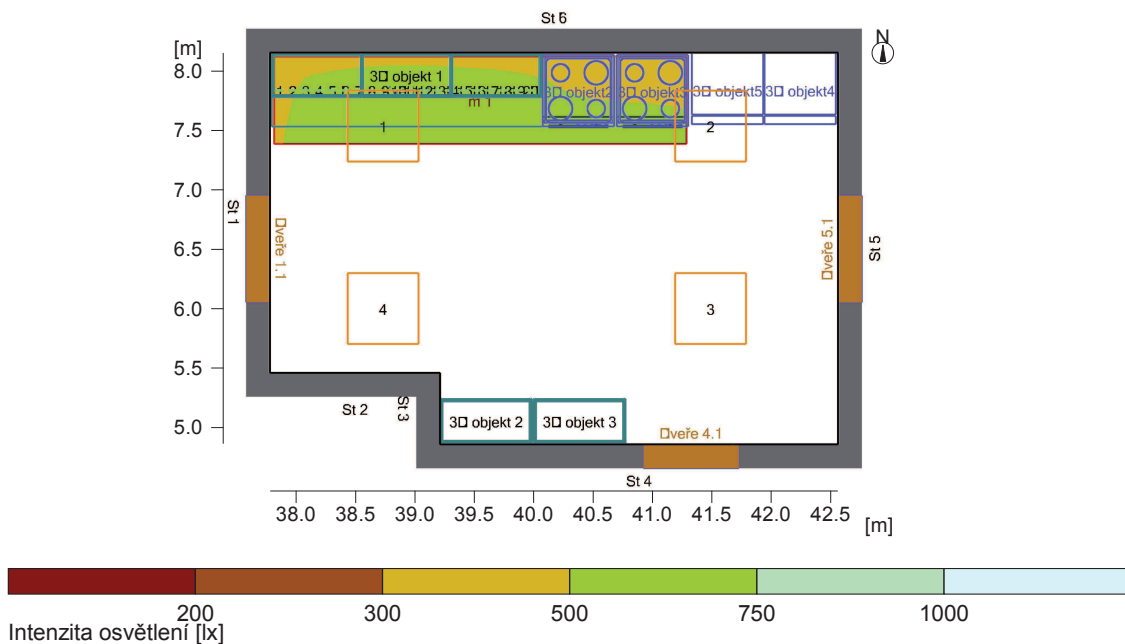 St 6
[m]
N
8.0
3D objekt 1
3D objekt2
3D objekt3
3D objekt5
3D objekt4
m 1
7.5
1
2
7.0
St 1
6.5
Dveře 1.1
Dveře 5.1
St 5
6.0
4
3
5.5
St 2
St 3
3D objekt 2
3D objekt 3
5.0
Dveře 4.1
St 4
38.0 38.5 39.0 39.5 40.0 40.5 41.0 41.5 42.0 42.5
[m]
200 300 500 750 1000
Intenzita osvětlení [lx]